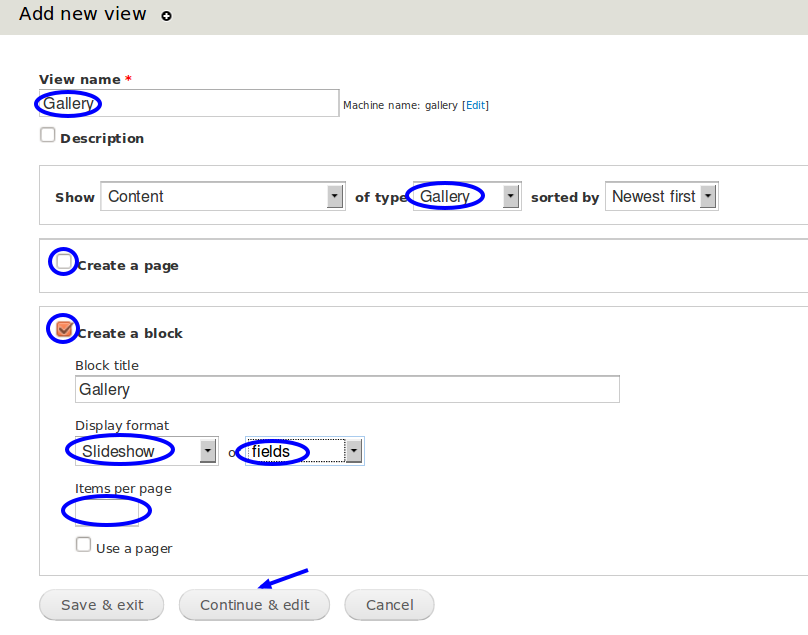 Add new view
View name *
Gallery
Machine name: gallery [Edit]
Description
Show Content of type Gallery sorted by Newest first
Create a page
Create a block
Block title
Gallery
Display format
Slideshow of fields
Items per page
Use a pager
Save & exit Continue & edit Cancel